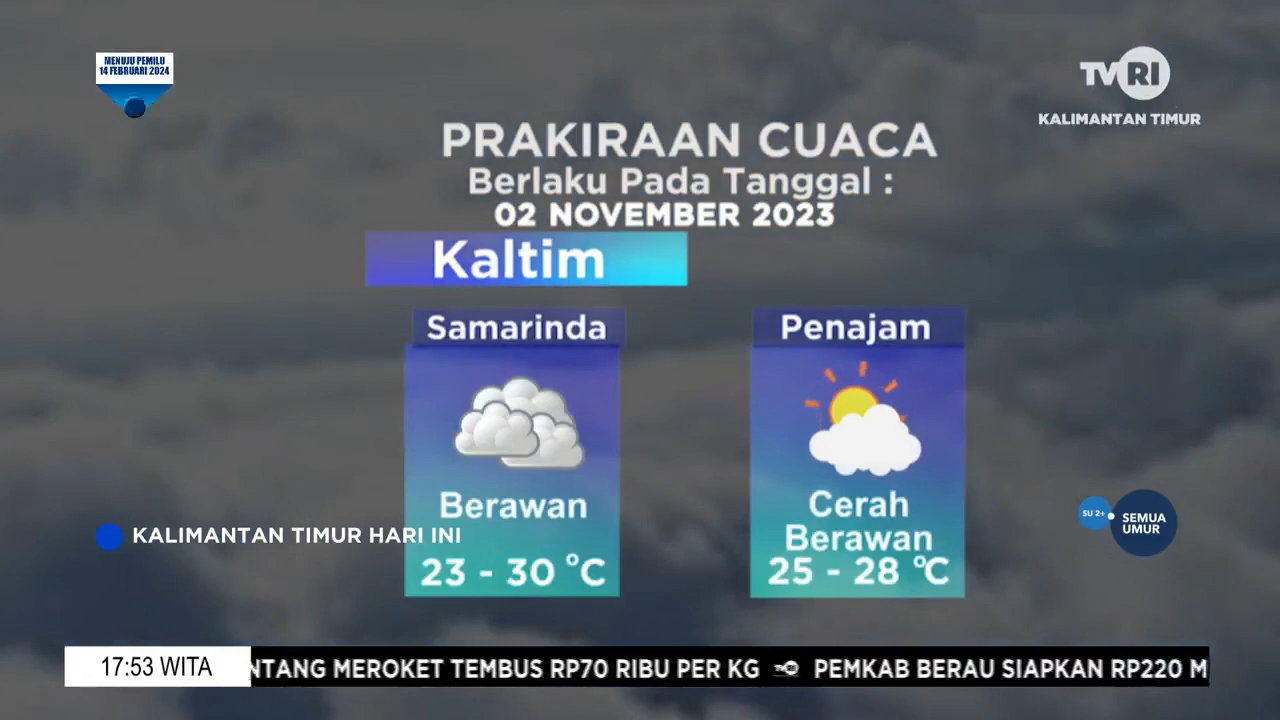 MENUJU PEMILU
14 FEBRUARI 2024
TVRI
KALIMANTAN TIMUR
PRAKIRAAN CUACA
Berlaku Pada Tanggal :
02 NOVEMBER 2023
Kaltim
Samarinda
Berawan
23 - 30 °C
Penajam
Cerah
Berawan
25 - 28 °C
KALIMANTAN TIMUR HARI INI
SU 2+
SEMUA
UMUR
17:53 WITA
NTANG MEROKET TEMBUS RP70 RIBU PER KG TVRI PEMKAB BERAU SIAPKAN RP220 M